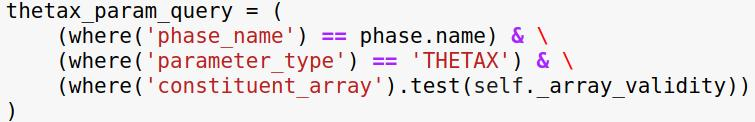 thetax_param_query = (
    (where('phase_name') == phase.name) & \
    (where('parameter_type') == 'THETAX') & \
    (where('constituent_array').test(self._array_validity))
)